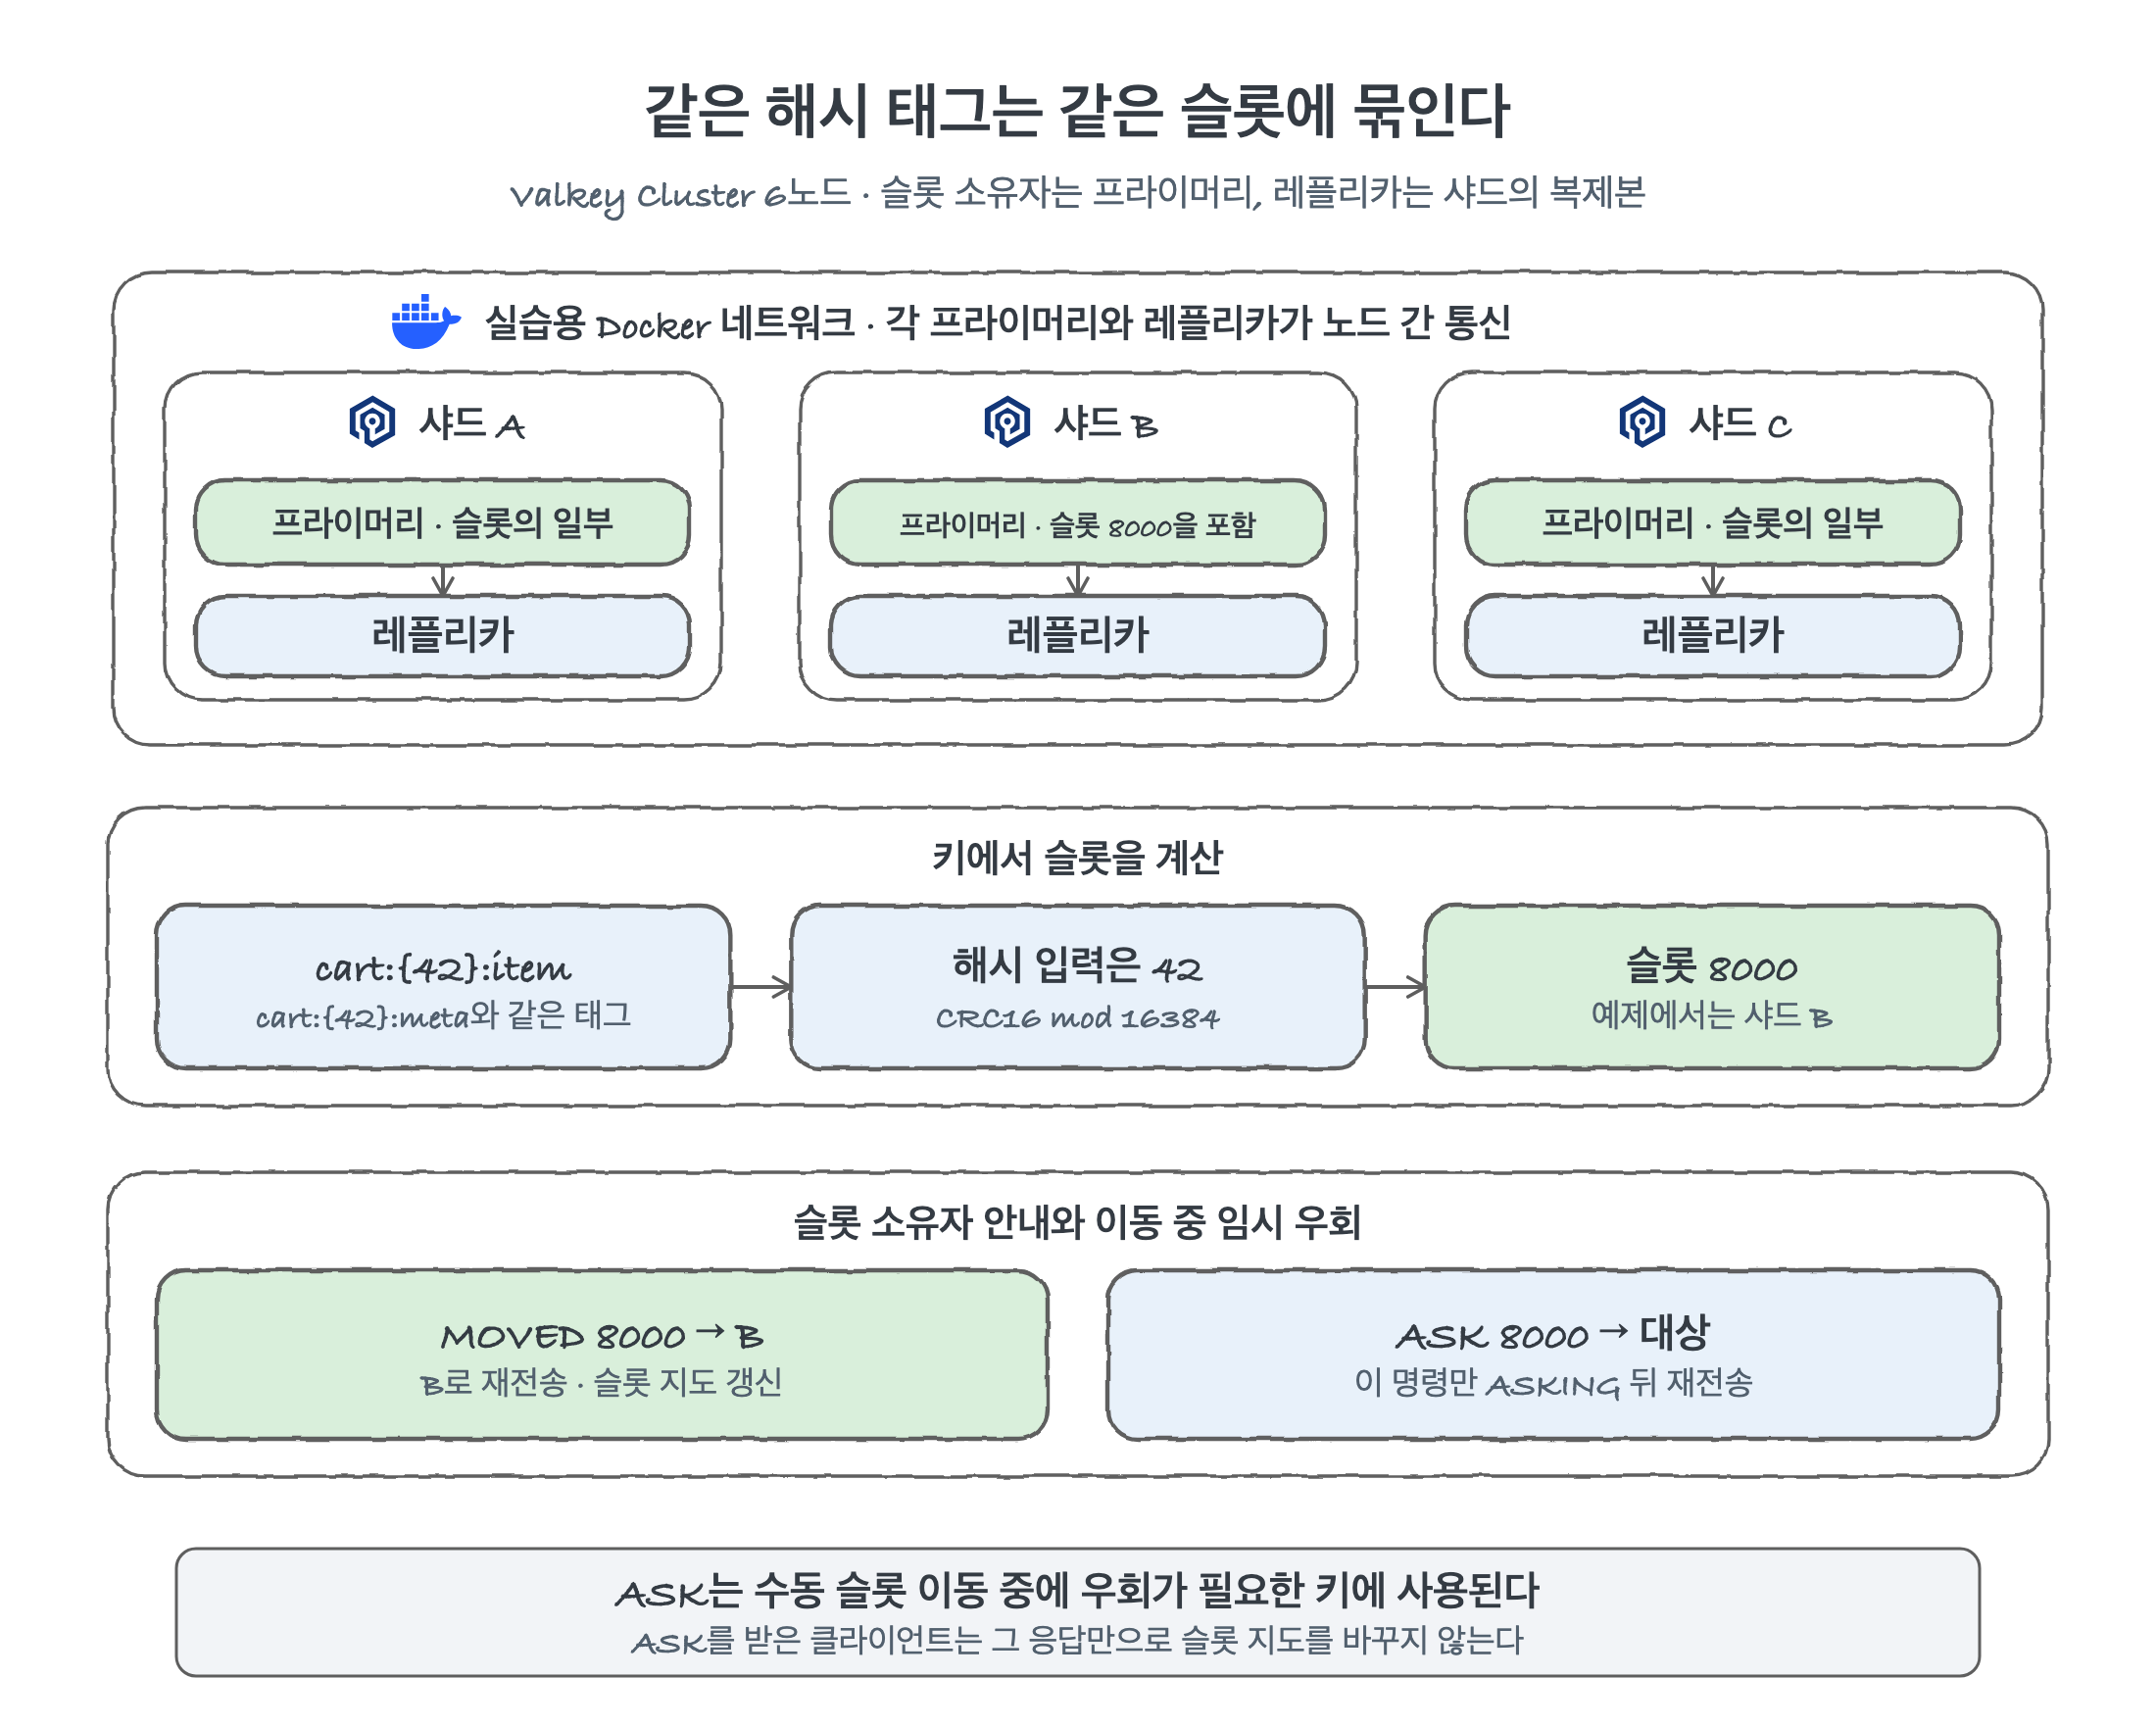 같은 해시 태그는 같은 슬롯에 묶인다
Valkey Cluster 6노드 · 슬롯 소유자는 프라이머리, 레플리카는 샤드의 복제본
실습용 Docker 네트워크 · 각 프라이머리와 레플리카가 노드 간 통신
샤드 A
프라이머리 · 슬롯의 일부
레플리카
샤드 B
프라이머리 · 슬롯 8000을 포함
레플리카
샤드 C
프라이머리 · 슬롯의 일부
레플리카
키에서 슬롯을 계산
cart:{42}:item
cart:{42}:meta와 같은 태그
해시 입력은 42
CRC16 mod 16384
슬롯 8000
예제에서는 샤드 B
슬롯 소유자 안내와 이동 중 임시 우회
MOVED 8000 → B
B로 재전송 · 슬롯 지도 갱신
ASK 8000 → 대상
이 명령만 ASKING 뒤 재전송
ASK는 수동 슬롯 이동 중에 우회가 필요한 키에 사용된다
ASK를 받은 클라이언트는 그 응답만으로 슬롯 지도를 바꾸지 않는다